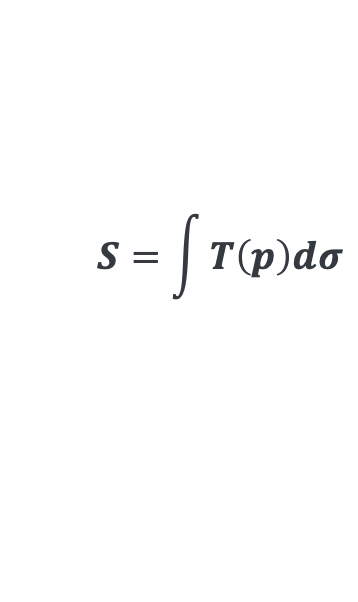 S = ∫ T(p)dσ